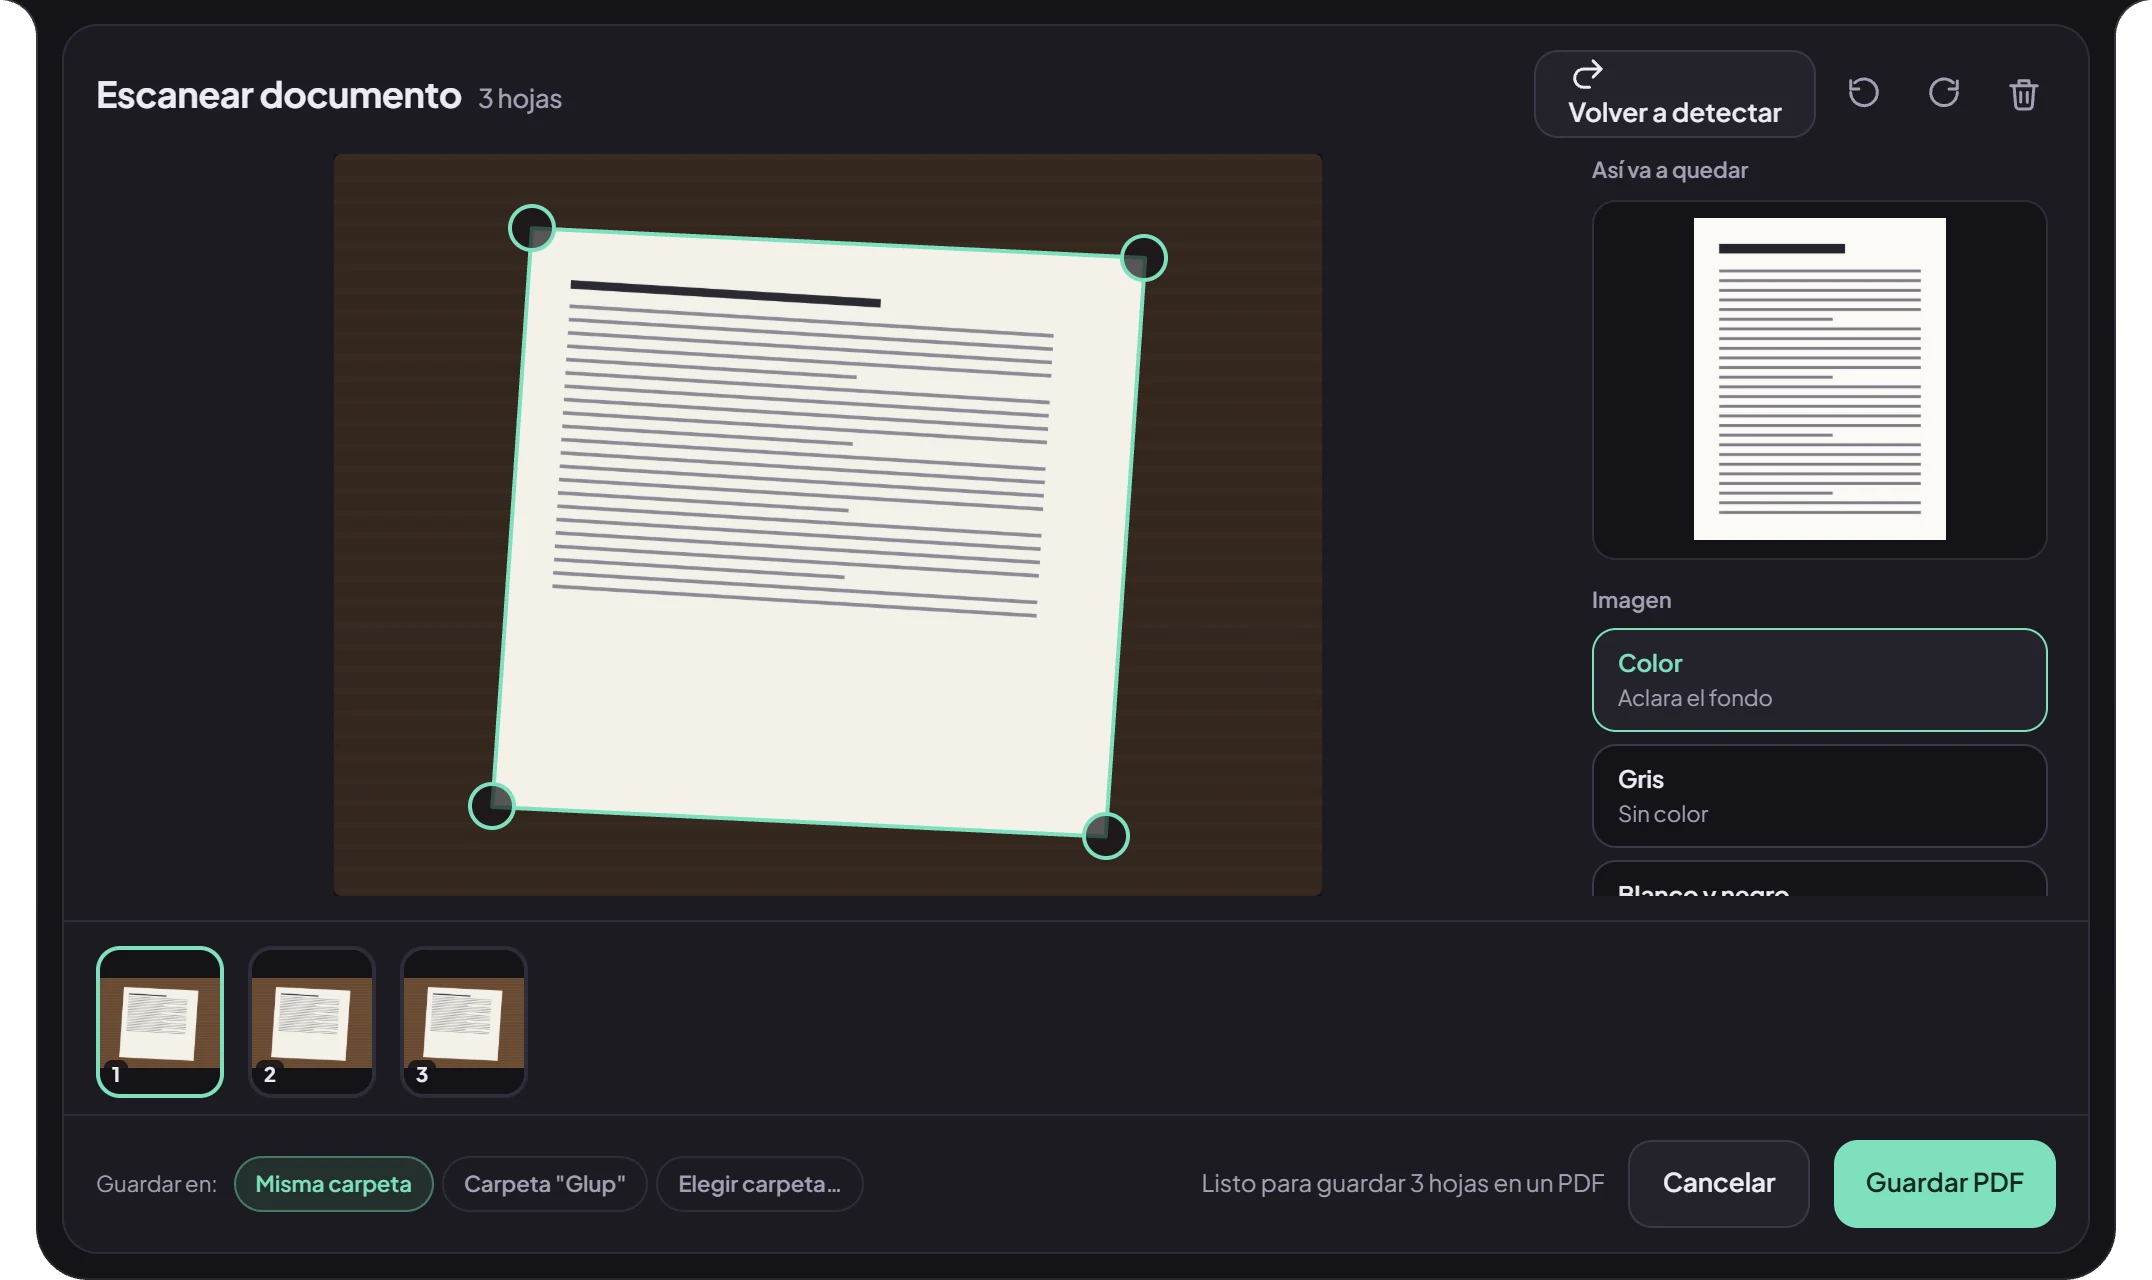 Escanear documento 3 hojas
Volver a detectar
Así va a quedar
Imagen
Color
Aclara el fondo
Gris
Sin color
Blanco y negro
1
2
3
Guardar en: Misma carpeta Carpeta "Glup" Elegir carpeta...
Listo para guardar 3 hojas en un PDF Cancelar Guardar PDF